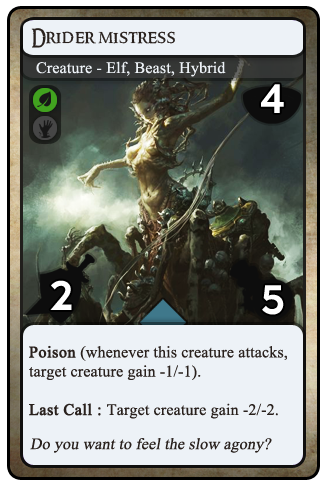 Drider mistress
Creature - Elf, Beast, Hybrid
4
2
5
Poison (whenever this creature attacks,
target creature gain -1/-1).
Last Call : Target creature gain -2/-2.
Do you want to feel the slow agony?